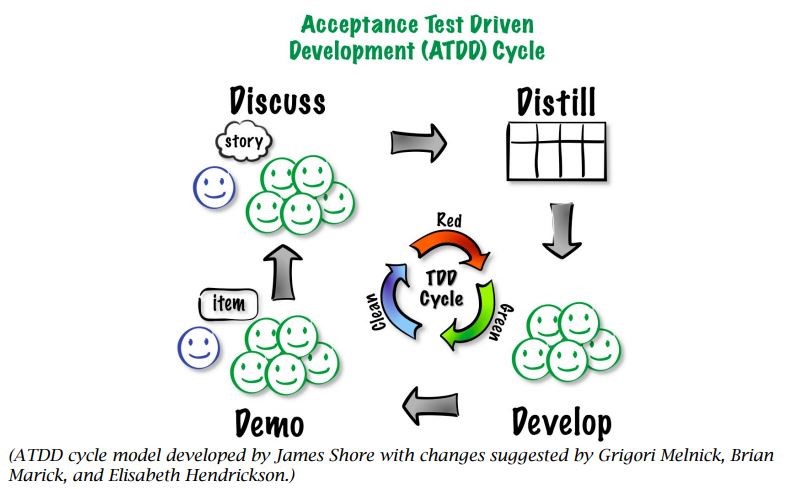 Acceptance Test Driven
Development (ATDD) Cycle
Discuss
Distill
story
Red
TDD
Cycle
Clean
Green
item
Demo
Develop
(ATDD cycle model developed by James Shore with changes suggested by Grigori Melnick, Brian
Marick, and Elisabeth Hendrickson.)